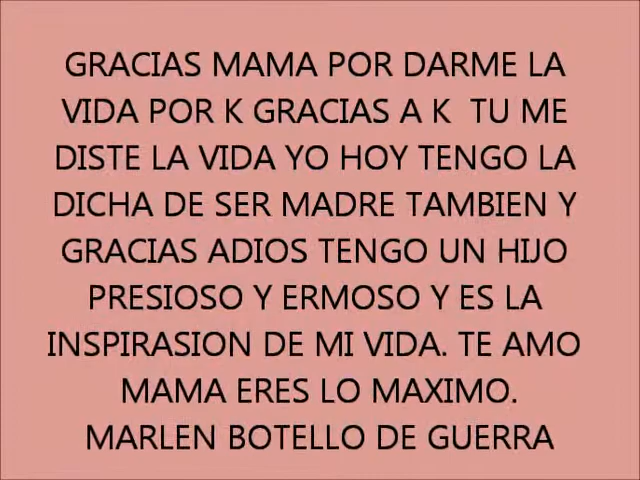 GRACIAS MAMA POR DARME LA
VIDA POR K GRACIAS A K  TU ME
DISTE LA VIDA YO HOY TENGO LA
DICHA DE SER MADRE TAMBIEN Y
GRACIAS ADIOS TENGO UN HIJO
PRESIOSO Y ERMOSO Y ES LA
INSPIRASION DE MI VIDA. TE AMO
MAMA ERES LO MAXIMO.
MARLEN BOTELLO DE GUERRA